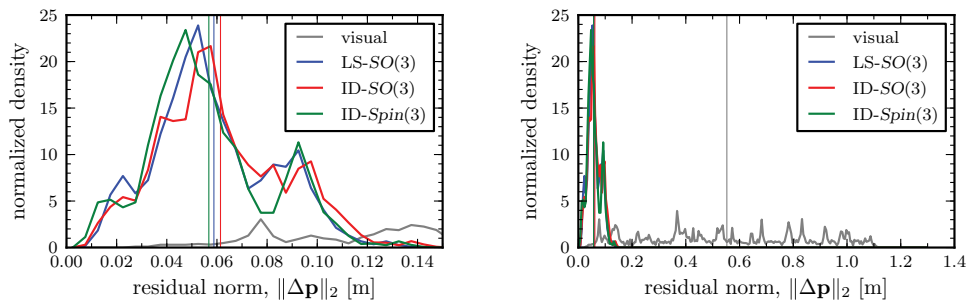 normalized density
25
20
15
10
5
0
0.00 0.02 0.04 0.06 0.08 0.10 0.12 0.14
residual norm, ‖Δp‖₂ [m]
visual
LS-SO(3)
ID-SO(3)
ID-Spin(3)
normalized density
25
20
15
10
5
0
0.0 0.2 0.4 0.6 0.8 1.0 1.2 1.4
residual norm, ‖Δp‖₂ [m]
visual
LS-SO(3)
ID-SO(3)
ID-Spin(3)